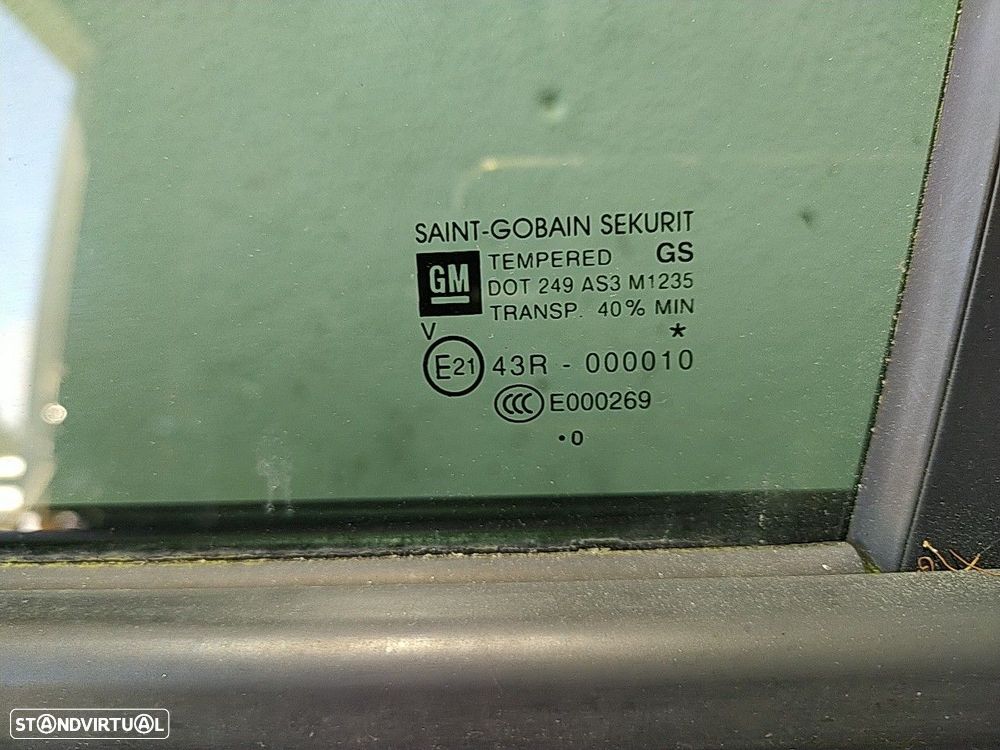 SAINT-GOBAIN SEKURIT
GM TEMPERED GS
DOT 249 AS3 M1235
TRANSP. 40% MIN
V *
E21 43R - 000010
CCC E000269
•0
STANDVIRTUAL